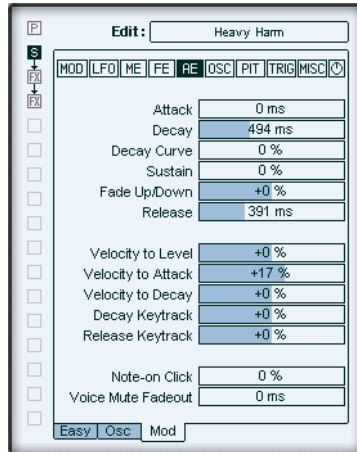 P Edit: Heavy Harm
S
FX
FX
MOD LFO ME FE AE OSC PIT TRIG MISC
Attack 0 ms
Decay 494 ms
Decay Curve 0 %
Sustain 0 %
Fade Up/Down +0 %
Release 391 ms
Velocity to Level +0 %
Velocity to Attack +17 %
Velocity to Decay +0 %
Decay Keytrack +0 %
Release Keytrack +0 %
Note-on Click 0 %
Voice Mute Fadeout 0 ms
Easy Osc Mod